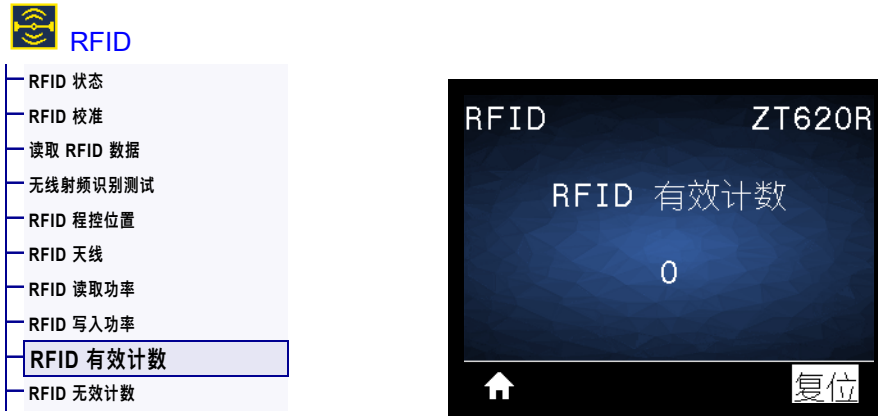 RFID
RFID 状态
RFID 校准
读取 RFID 数据
无线射频识别测试
RFID 程控位置
RFID 天线
RFID 读取功率
RFID 写入功率
RFID 有效计数
RFID 无效计数
RFID ZT620R
RFID 有效计数
0
复位